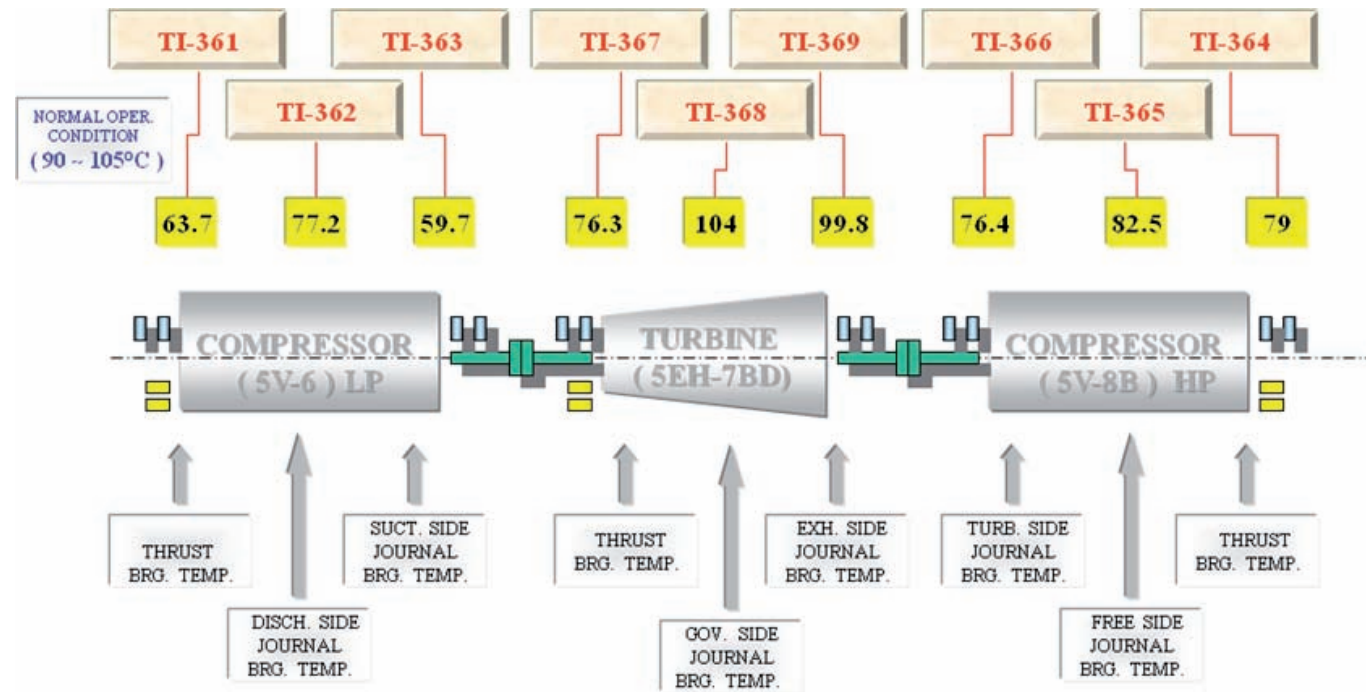 TI-361
TI-363
TI-367
TI-369
TI-366
TI-364
TI-362
TI-368
TI-365
NORMAL OPER.
CONDITION
( 90 ~ 105°C )
63.7
77.2
59.7
76.3
104
99.8
76.4
82.5
79
COMPRESSOR
( 5V-6 ) LP
TURBINE
( 5EH-7BD)
COMPRESSOR
( 5V-8B ) HP
THRUST
BRG. TEMP.
SUCT. SIDE
JOURNAL
BRG. TEMP.
THRUST
BRG. TEMP.
EXH. SIDE
JOURNAL
BRG. TEMP.
TURB. SIDE
JOURNAL
BRG. TEMP.
THRUST
BRG. TEMP.
DISCH. SIDE
JOURNAL
BRG. TEMP.
GOV. SIDE
JOURNAL
BRG. TEMP.
FREE SIDE
JOURNAL
BRG. TEMP.